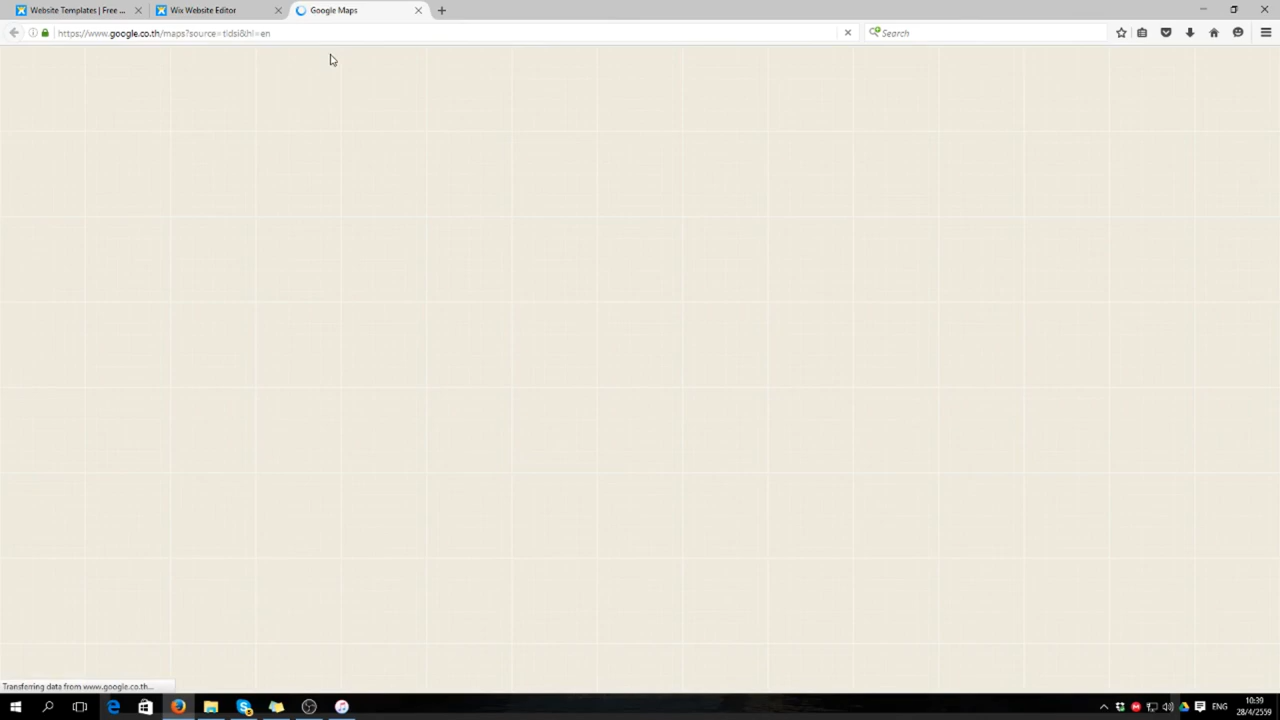 Website Templates | Free ...
Wix Website Editor
Google Maps
https://www.google.co.th/maps?source=tldsi&hl=en
Search
Transferring data from www.google.co.th...
ENG
10:39
28/4/2559